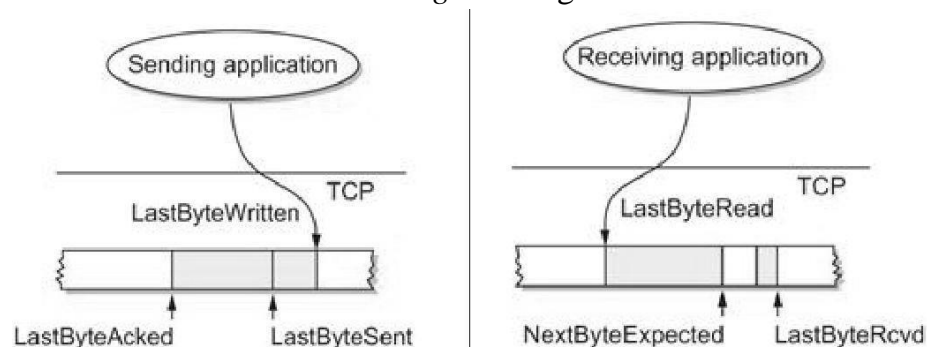 Sending application
TCP
LastByteWritten
LastByteAcked
LastByteSent
Receiving application
TCP
LastByteRead
NextByteExpected
LastByteRcvd